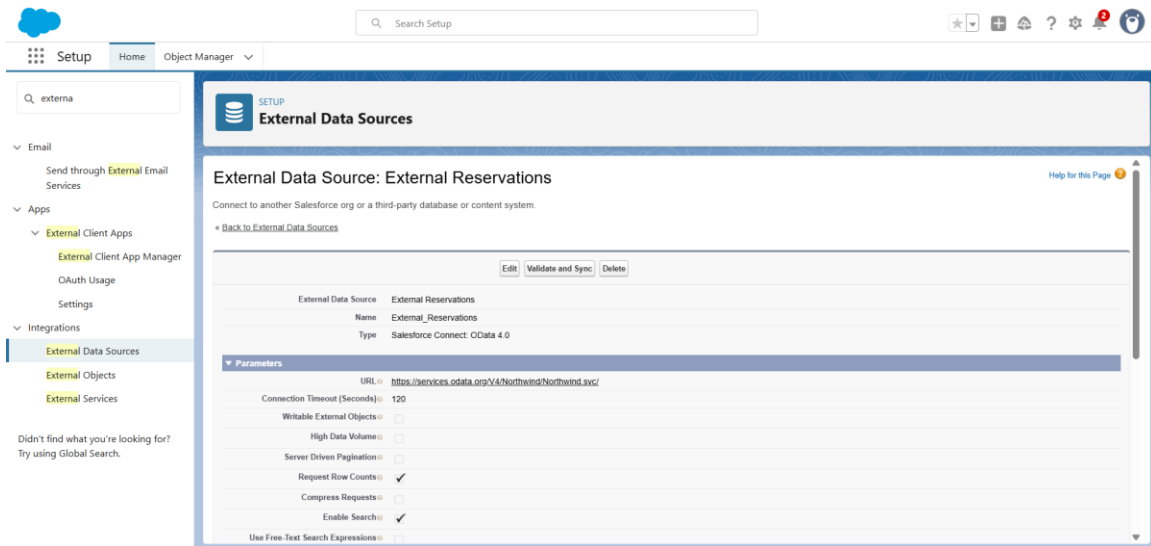 Search Setup
2
Setup
Home
Object Manager
externa
Email
Send through External Email
Services
Apps
External Client Apps
External Client App Manager
OAuth Usage
Settings
Integrations
External Data Sources
External Objects
External Services
Didn't find what you're looking for?
Try using Global Search.
SETUP
External Data Sources
External Data Source: External Reservations
Help for this Page
Connect to another Salesforce org or a third-party database or content system.
« Back to External Data Sources
Edit Validate and Sync Delete
External Data Source External Reservations
Name External_Reservations
Type Salesforce Connect: OData 4.0
Parameters
URL https://services.odata.org/V4/Northwind/Northwind.svc/
Connection Timeout (Seconds) 120
Writable External Objects
High Data Volume
Server Driven Pagination
Request Row Counts
Compress Requests
Enable Search
Use Free-Text Search Expressions